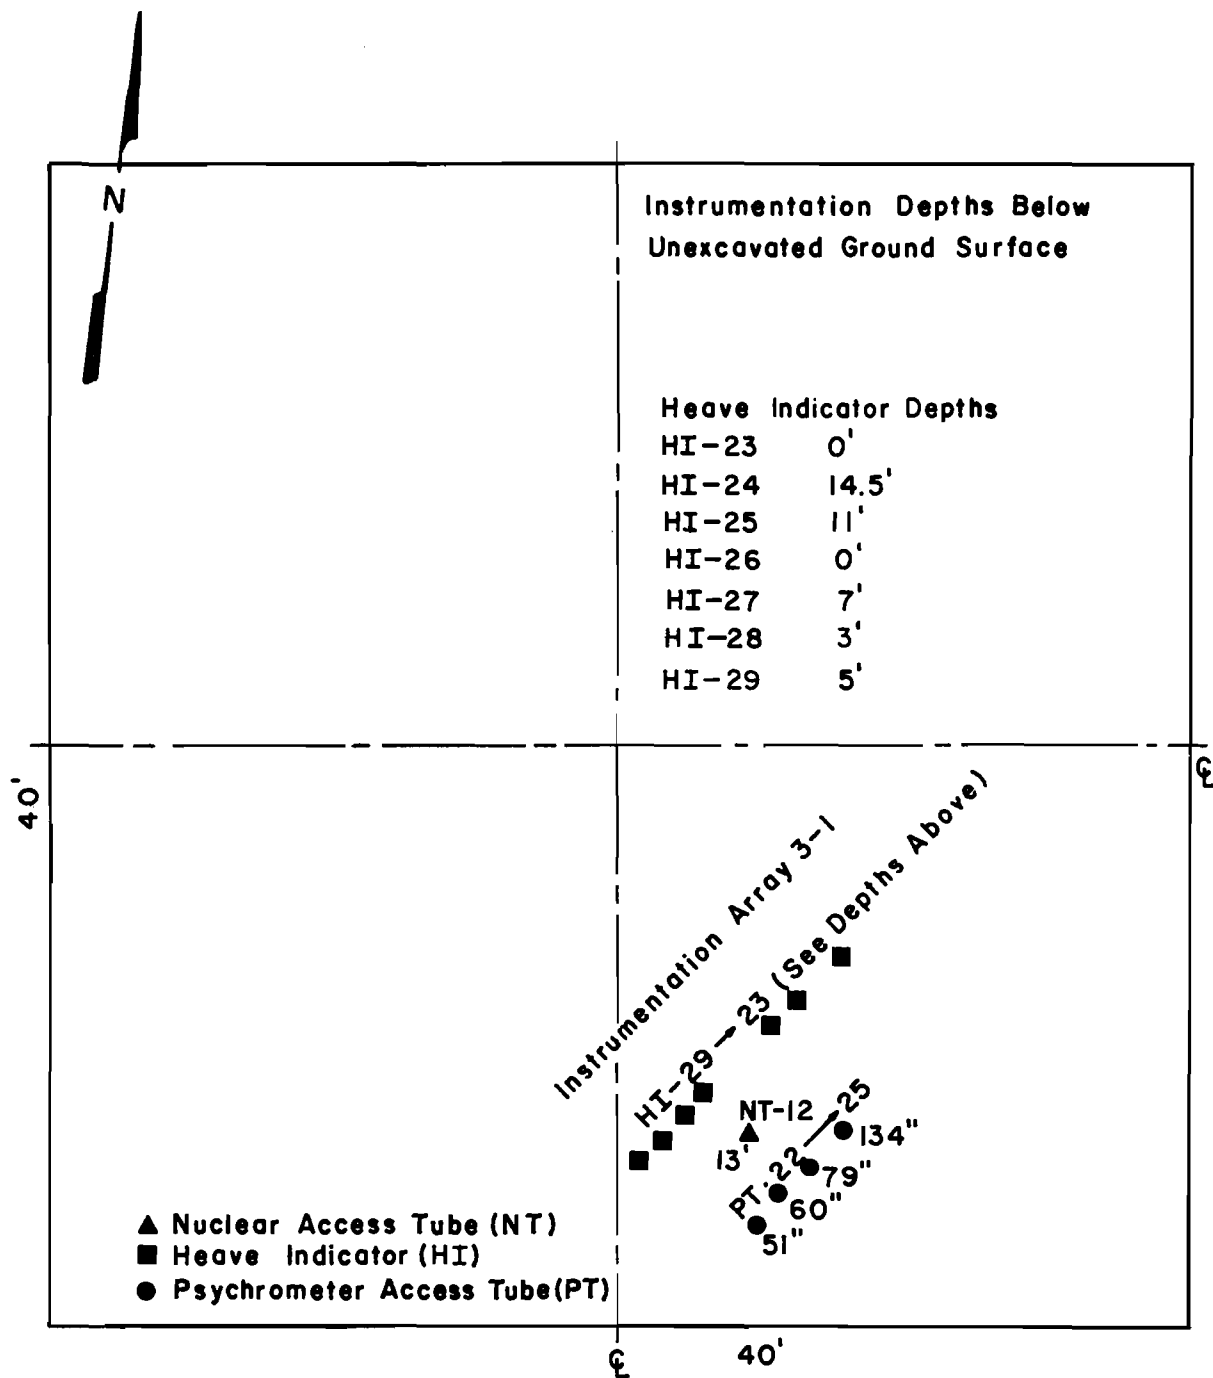 N
Instrumentation Depths Below
Unexcavated Ground Surface
Heave Indicator Depths
HI-23 0'
HI-24 14.5'
HI-25 11'
HI-26 0'
HI-27 7'
HI-28 3'
HI-29 5'
40'
℄
Instrumentation Array 3-1
HI-29 → 23 (See Depths Above)
NT-12
13'
PT-22 → 25
134"
79"
60"
51"
▲ Nuclear Access Tube (NT)
■ Heave Indicator (HI)
● Psychrometer Access Tube (PT)
℄
40'